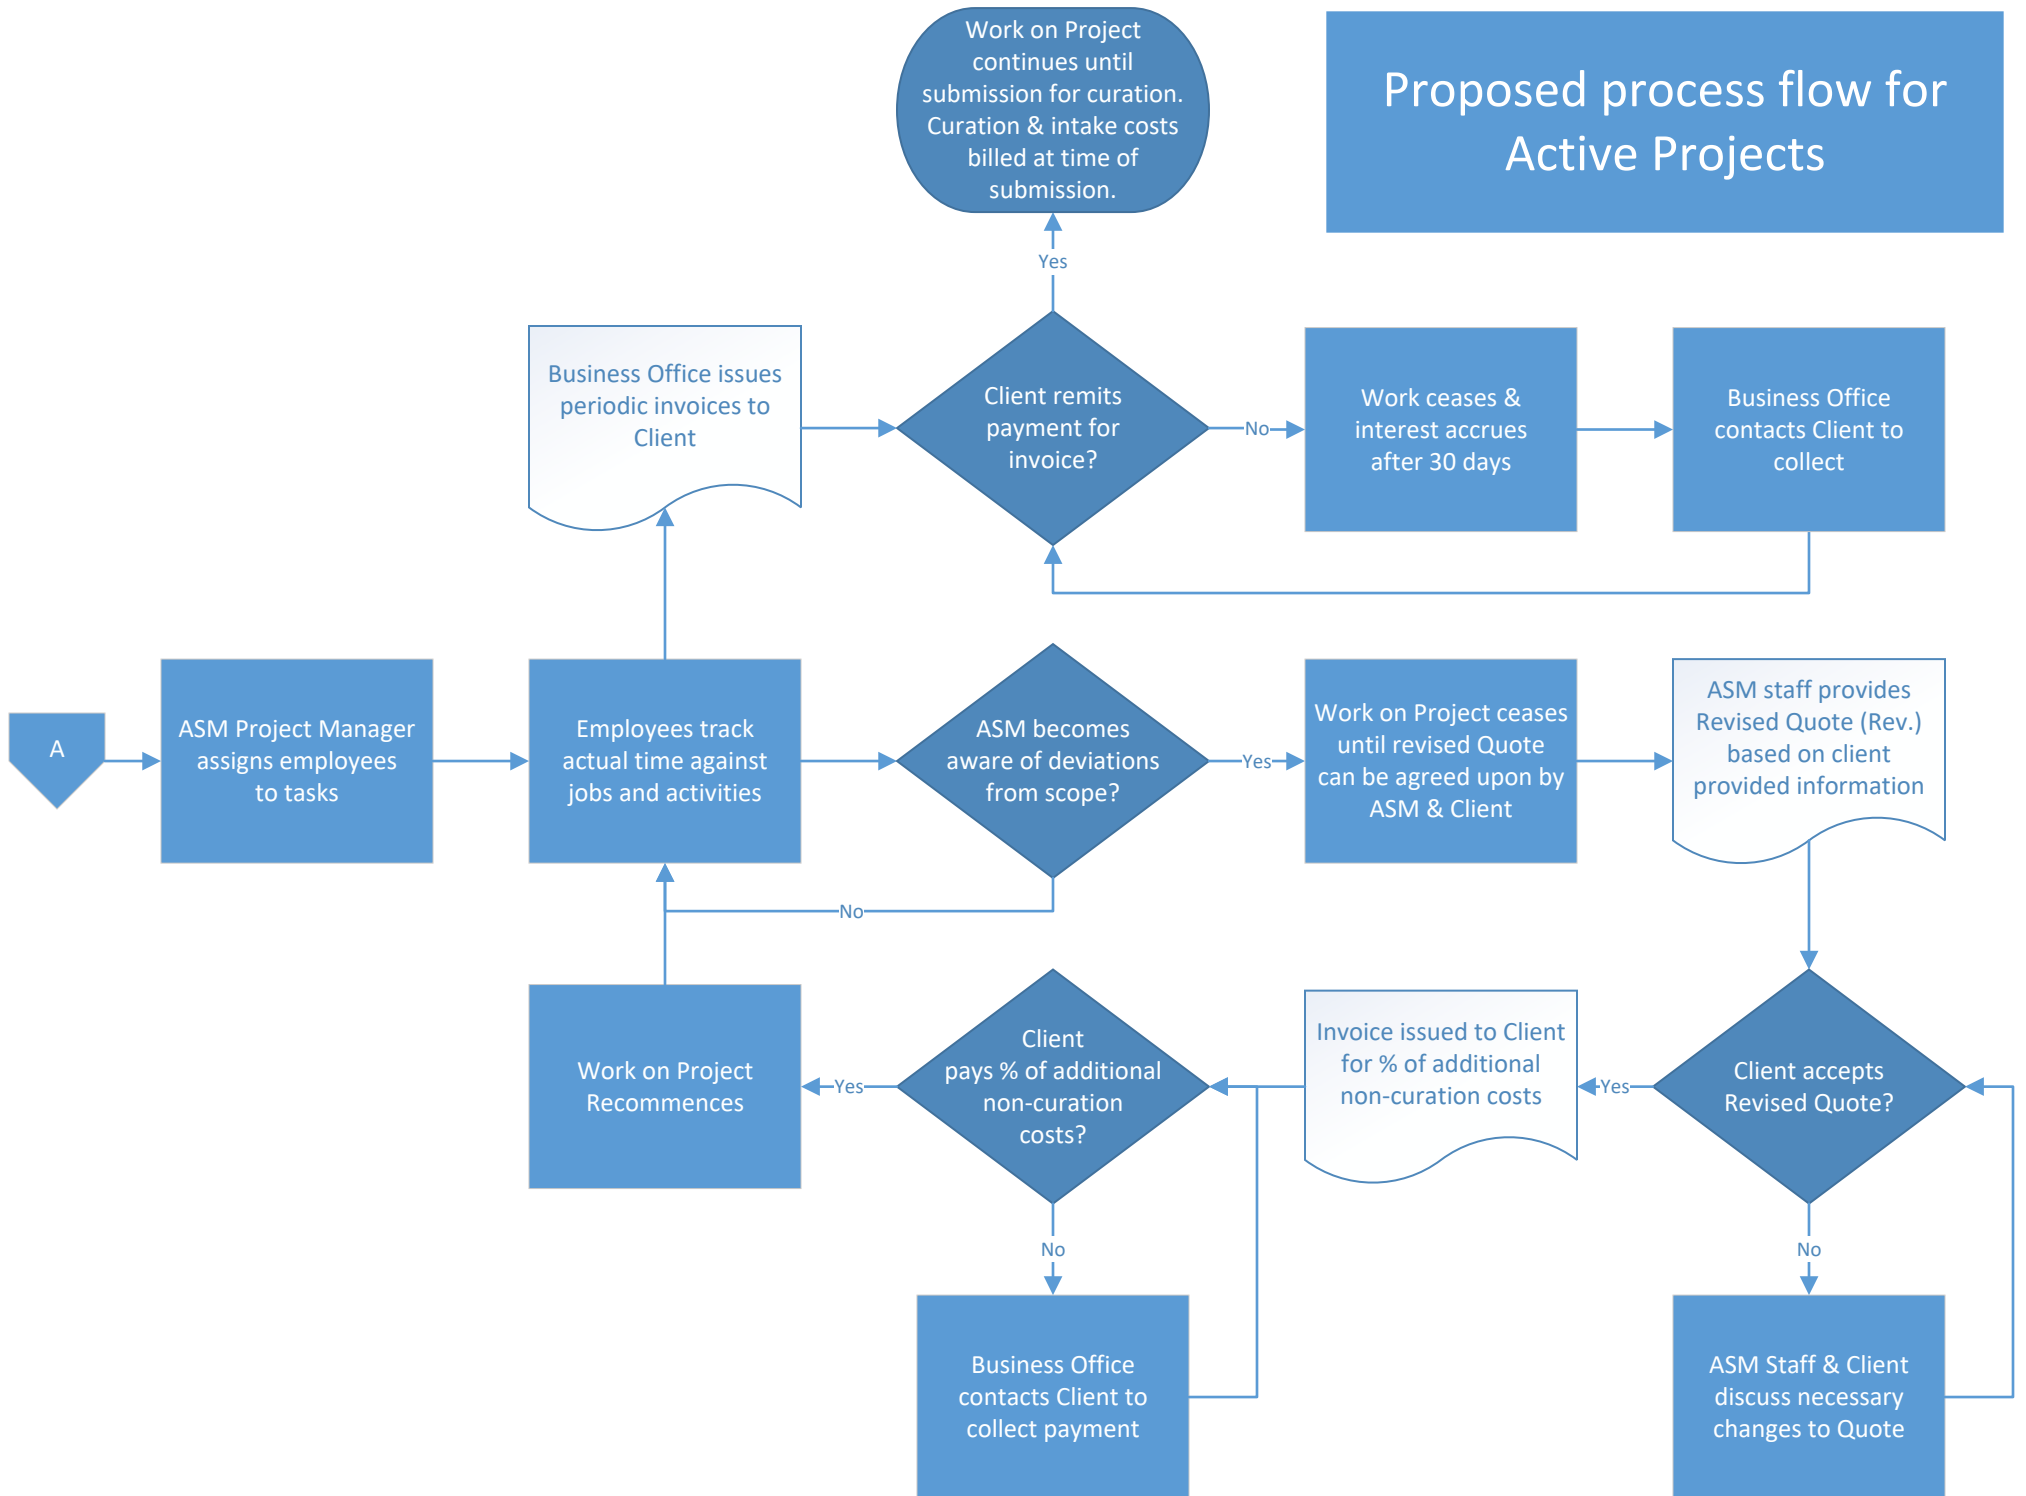 Work on Project
continues until
submission for curation.
Curation & intake costs
billed at time of
submission.
Proposed process flow for
Active Projects
Yes
Business Office issues
periodic invoices to
Client
Client remits
payment for
invoice?
No
Work ceases &
interest accrues
after 30 days
Business Office
contacts Client to
collect
A
ASM Project Manager
assigns employees
to tasks
Employees track
actual time against
jobs and activities
ASM becomes
aware of deviations
from scope?
Yes
Work on Project ceases
until revised Quote
can be agreed upon by
ASM & Client
ASM staff provides
Revised Quote (Rev.)
based on client
provided information
No
Work on Project
Recommences
Yes
Client
pays % of additional
non-curation
costs?
Invoice issued to Client
for % of additional
non-curation costs
Yes
Client accepts
Revised Quote?
No
No
Business Office
contacts Client to
collect payment
ASM Staff & Client
discuss necessary
changes to Quote